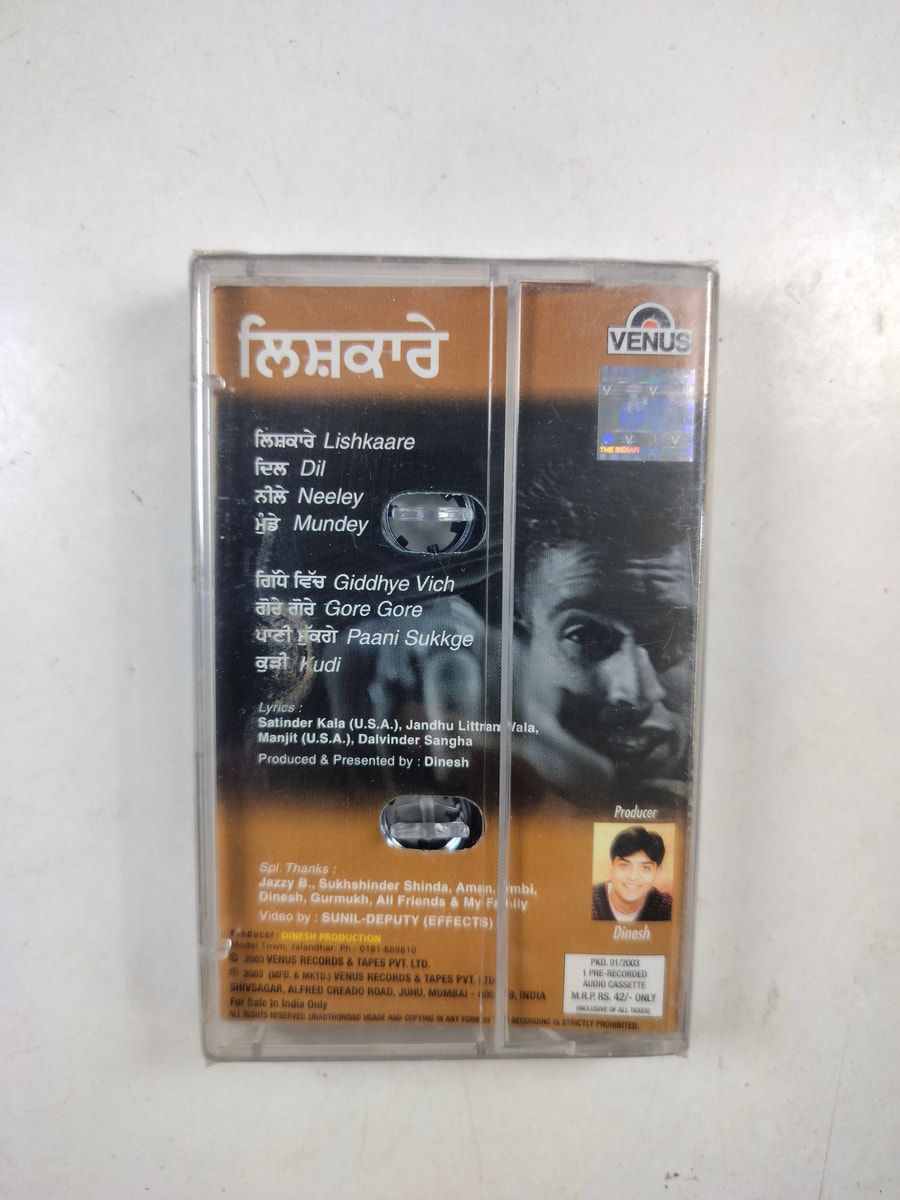 ਲਿਸ਼ਕਾਰੇ
VENUS
THE INDIAN
ਲਿਸ਼ਕਾਰੇ Lishkaare
ਦਿਲ Dil
ਨੀਲੇ Neeley
ਮੁੰਡੇ Mundey
ਗਿੱਧੇ ਵਿੱਚ Giddhye Vich
ਗੋਰੇ ਗੋਰੇ Gore Gore
ਪਾਣੀ ਸੁੱਕਗੇ Paani Sukkge
ਕੁੜੀ Kudi
Lyrics :
Satinder Kala (U.S.A.), Jandhu Littran Wala,
Manjit (U.S.A.), Dalvinder Sangha
Produced & Presented by : Dinesh
Producer
Dinesh
Spl. Thanks :
Jazzy B., Sukhshinder Shinda, Aman,
Dinesh, Gurmukh, All Friends & My Family
Video by : SUNIL-DEPUTY (EFFECTS)
Producer: DINESH PRODUCTION
Model Town, Jalandhar. Ph.: 0181-
© 2003 VENUS RECORDS & TAPES PVT. LTD.
℗ 2003 (MFD. & MKTD.) VENUS RECORDS & TAPES PVT. LTD
SHIVSAGAR, ALFRED CREADO ROAD, JUHU, MUMBAI - INDIA
For Sale In India Only
ALL RIGHTS RESERVED. UNAUTHORISED USAGE AND COPYING IN ANY FORM OF RECORDING IS STRICTLY PROHIBITED.
PKD. 01/2003
1 PRE-RECORDED
AUDIO CASSETTE
M.R.P. RS. 42/- ONLY
(INCLUSIVE OF ALL TAXES)